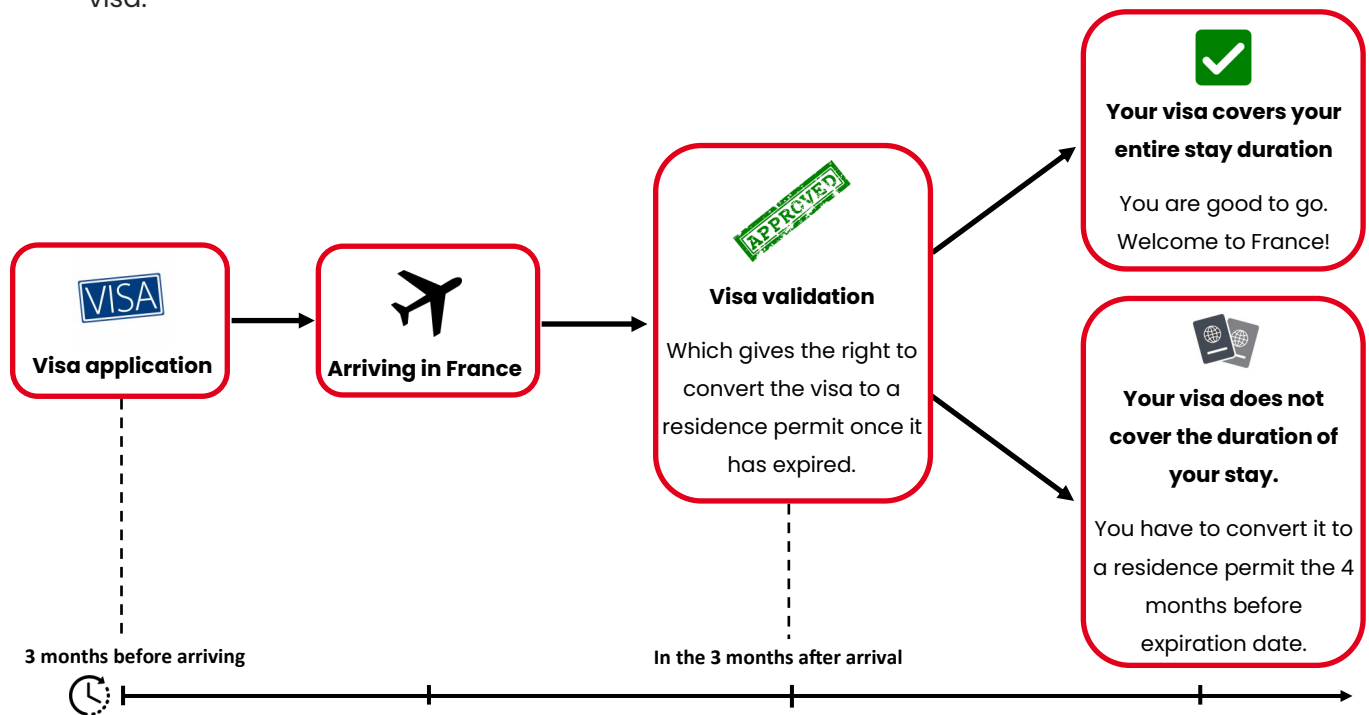 visa.
Your visa covers your
entire stay duration
You are good to go.
Welcome to France!
APPROVED
Visa validation
Which gives the right to
convert the visa to a
residence permit once it
has expired.
VISA
Visa application
Arriving in France
Your visa does not
cover the duration of
your stay.
You have to convert it to
a residence permit the 4
months before
expiration date.
3 months before arriving
In the 3 months after arrival